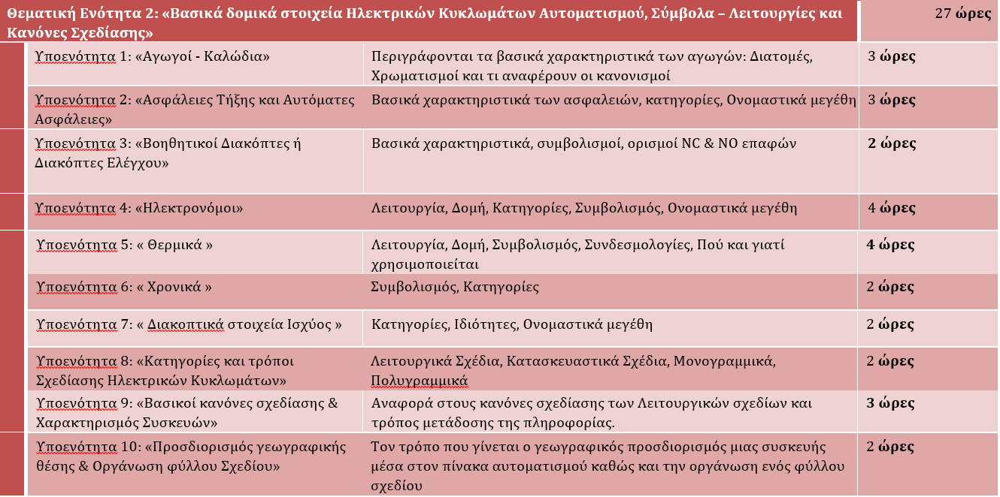 Θεματική Ενότητα 2: «Βασικά δομικά στοιχεία Ηλεκτρικών Κυκλωμάτων Αυτοματισμού, Σύμβολα – Λειτουργίες και
Κανόνες Σχεδίασης»
27 ώρες
Υποενότητα 1: «Αγωγοί - Καλώδια»
Περιγράφονται τα βασικά χαρακτηριστικά των αγωγών: Διατομές,
Χρωματισμοί και τι αναφέρουν οι κανονισμοί
3 ώρες
Υποενότητα 2: «Ασφάλειες Τήξης και Αυτόματες
Ασφάλειες»
Βασικά χαρακτηριστικά των ασφαλειών, κατηγορίες, Ονομαστικά μεγέθη
3 ώρες
Υποενότητα 3: «Βοηθητικοί Διακόπτες ή
Διακόπτες Ελέγχου»
Βασικά χαρακτηριστικά, συμβολισμοί, ορισμοί NC & NO επαφών
2 ώρες
Υποενότητα 4: «Ηλεκτρονόμοι»
Λειτουργία, Δομή, Κατηγορίες, Συμβολισμός, Ονομαστικά μεγέθη
4 ώρες
Υποενότητα 5: « Θερμικά »
Λειτουργία, Δομή, Συμβολισμός, Συνδεσμολογίες, Πού και γιατί
χρησιμοποιείται
4 ώρες
Υποενότητα 6: « Χρονικά »
Συμβολισμός, Κατηγορίες
2 ώρες
Υποενότητα 7: « Διακοπτικά στοιχεία Ισχύος »
Κατηγορίες, Ιδιότητες, Ονομαστικά μεγέθη
2 ώρες
Υποενότητα 8: «Κατηγορίες και τρόποι
Σχεδίασης Ηλεκτρικών Κυκλωμάτων»
Λειτουργικά Σχέδια, Κατασκευαστικά Σχέδια, Μονογραμμικά,
Πολυγραμμικά
2 ώρες
Υποενότητα 9: «Βασικοί κανόνες σχεδίασης &
Χαρακτηρισμός Συσκευών»
Αναφορά στους κανόνες σχεδίασης των Λειτουργικών σχεδίων και
τρόπος μετάδοσης της πληροφορίας.
3 ώρες
Υποενότητα 10: «Προσδιορισμός γεωγραφικής
θέσης & Οργάνωση φύλλου Σχεδίου»
Τον τρόπο που γίνεται ο γεωγραφικός προσδιορισμός μιας συσκευής
μέσα στον πίνακα αυτοματισμού καθώς και την οργάνωση ενός φύλλου
σχεδίου
2 ώρες